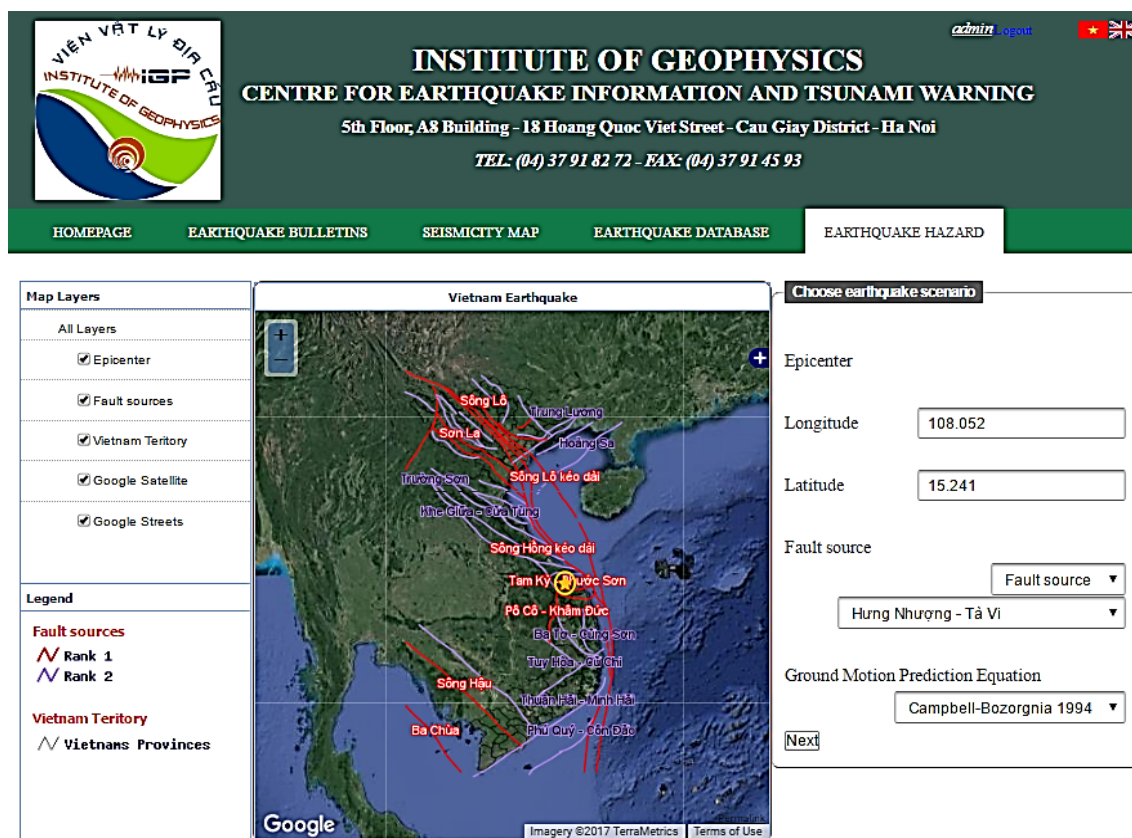 VIỆN VẬT LÝ ĐỊA CẦU
IGP
INSTITUTE OF GEOPHYSICS
admin Logout
INSTITUTE OF GEOPHYSICS
CENTRE FOR EARTHQUAKE INFORMATION AND TSUNAMI WARNING
5th Floor, A8 Building - 18 Hoang Quoc Viet Street - Cau Giay District - Ha Noi
TEL: (04) 37 91 82 72 - FAX: (04) 37 91 45 93
HOMEPAGE
EARTHQUAKE BULLETINS
SEISMICITY MAP
EARTHQUAKE DATABASE
EARTHQUAKE HAZARD
Map Layers
All Layers
Epicenter
Fault sources
Vietnam Teritory
Google Satellite
Google Streets
Legend
Fault sources
Rank 1
Rank 2
Vietnam Teritory
Vietnams Provinces
Vietnam Earthquake
+
−
+
Sông Lô
Trung Lương
Sơn La
Hoàng Sa
Trường Sơn
Sông Lô kéo dài
Khe Giữa - Cửa Tùng
Sông Hồng kéo dài
Tam Kỳ - Phước Sơn
Pô Cô - Khâm Đức
Ba Tơ - Củng Sơn
Tuy Hòa - Củ Chi
Sông Hậu
Thuận Hải - Minh Hải
Ba Chùa
Phú Quý - Côn Đảo
Google
Permalink
Imagery ©2017 TerraMetrics
Terms of Use
Choose earthquake scenario
Epicenter
Longitude
108.052
Latitude
15.241
Fault source
Fault source
Hưng Nhượng - Tả Vi
Ground Motion Prediction Equation
Campbell-Bozorgnia 1994
Next